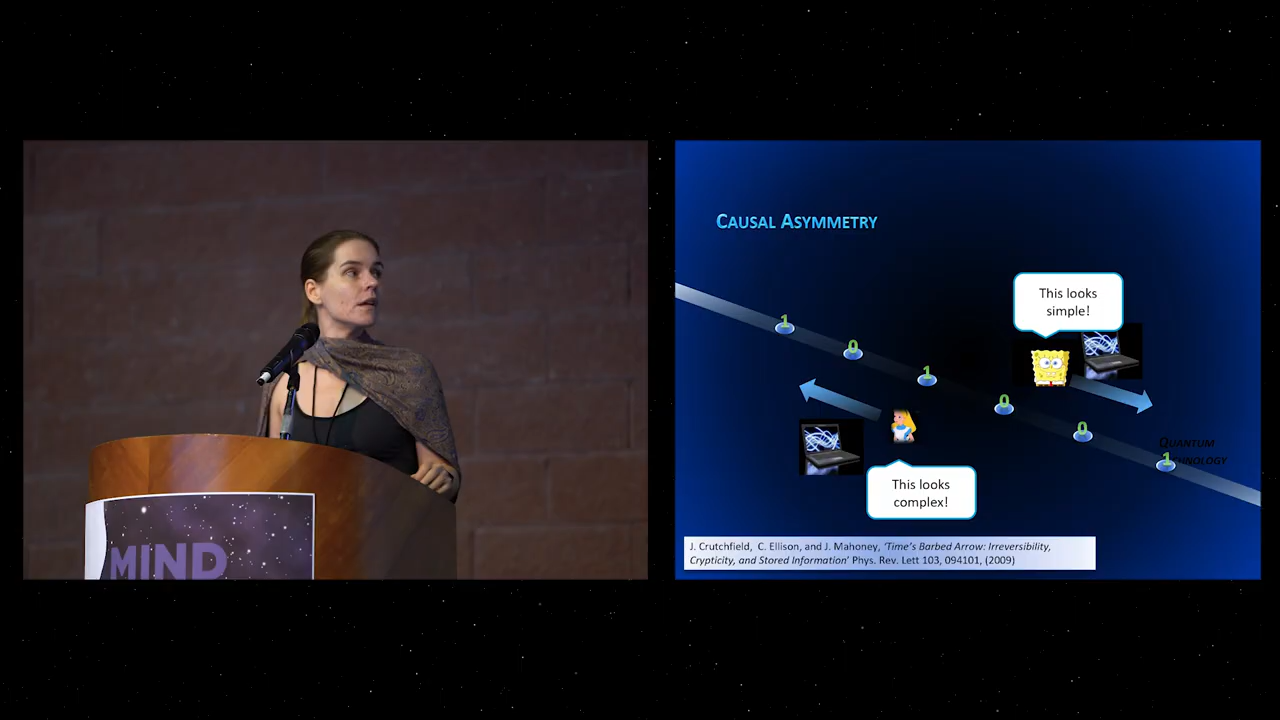 MIND
CAUSAL ASYMMETRY
This looks
simple!
1
0
1
0
0
1
QUANTUM
This looks
complex!
J. Crutchfield, C. Ellison, and J. Mahoney, ‘Time's Barbed Arrow: Irreversibility,
Crypticity, and Stored Information’ Phys. Rev. Lett 103, 094101, (2009)